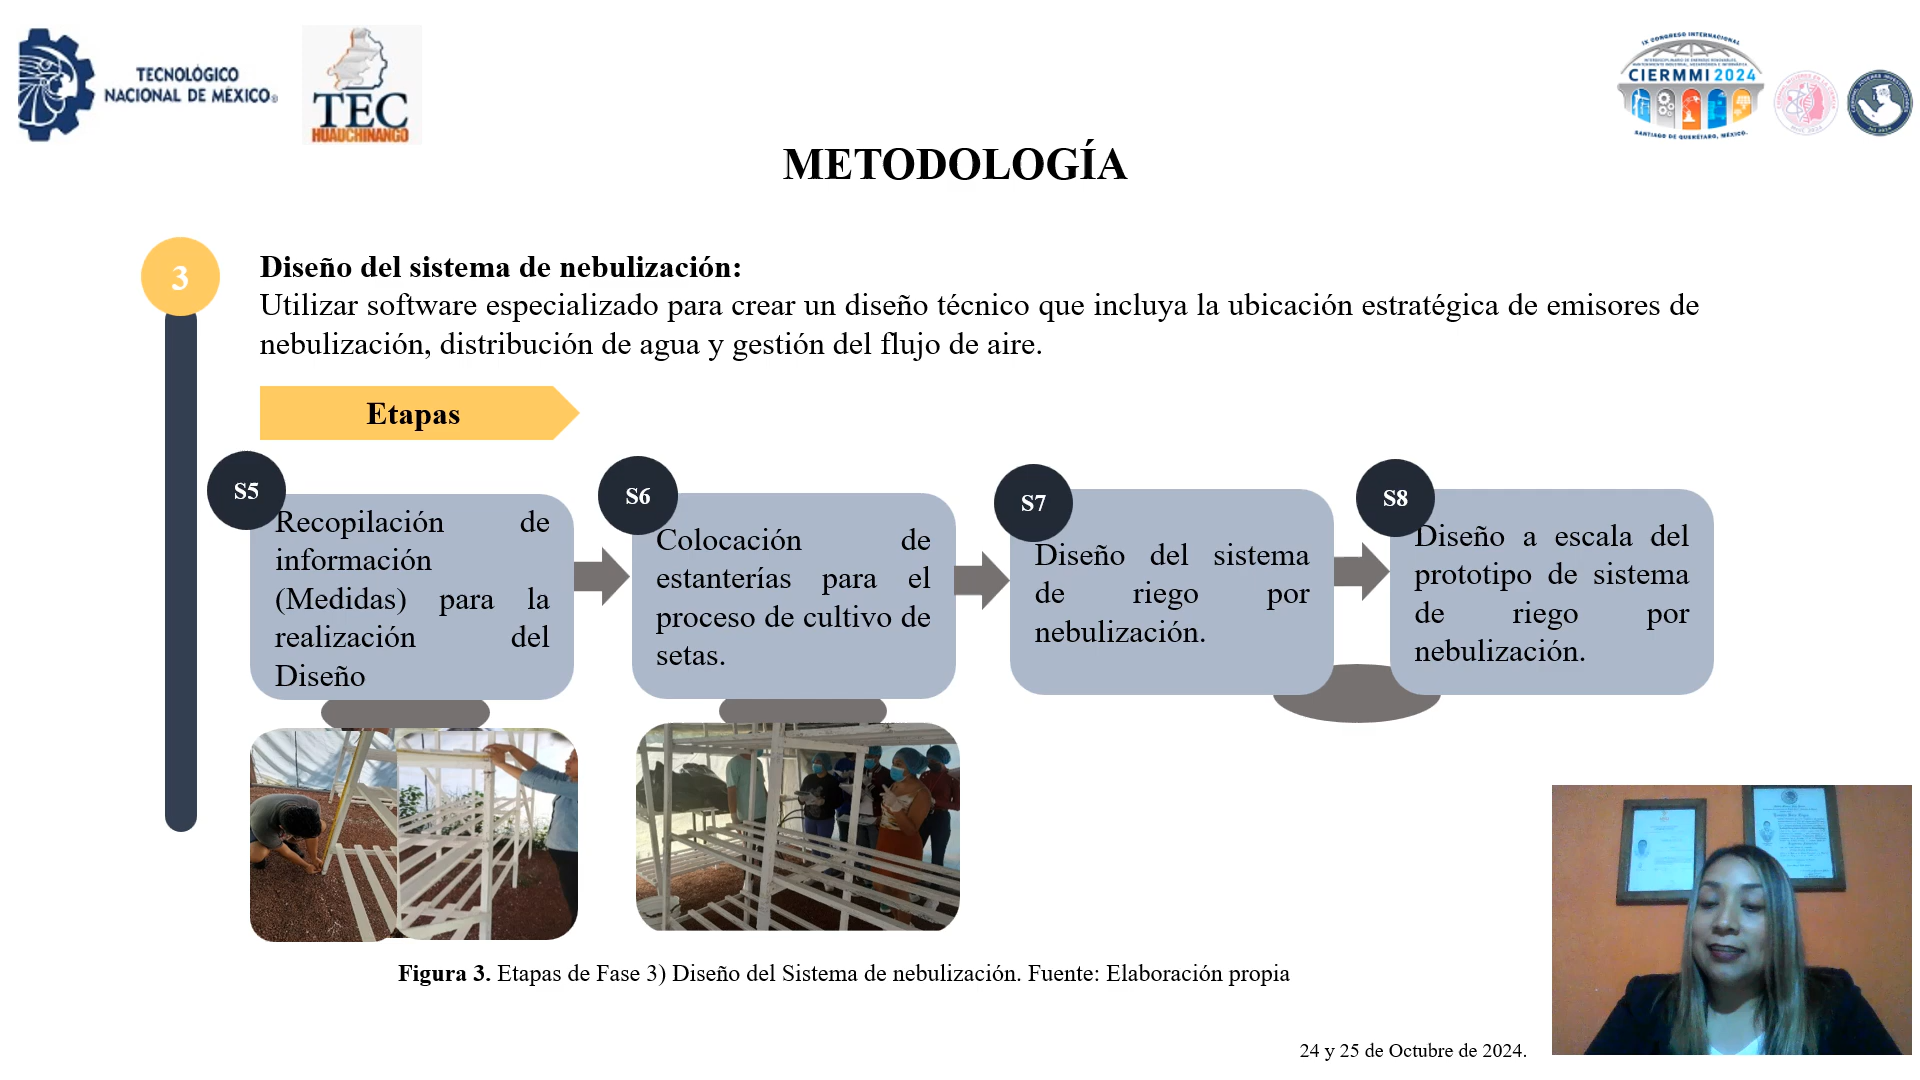 TECNOLÓGICO
NACIONAL DE MÉXICO®
TEC
HUAUCHINANGO
IX CONGRESO INTERNACIONAL
CIERMMI 2024
SANTIAGO DE QUERÉTARO, MÉXICO.
METODOLOGÍA
3
Diseño del sistema de nebulización:
Utilizar software especializado para crear un diseño técnico que incluya la ubicación estratégica de emisores de
nebulización, distribución de agua y gestión del flujo de aire.
Etapas
S5
Recopilación de
información
(Medidas) para la
realización del
Diseño
S6
Colocación de
estanterías para el
proceso de cultivo de
setas.
S7
Diseño del sistema
de riego por
nebulización.
S8
Diseño a escala del
prototipo de sistema
de riego por
nebulización.
Figura 3. Etapas de Fase 3) Diseño del Sistema de nebulización. Fuente: Elaboración propia
24 y 25 de Octubre de 2024.